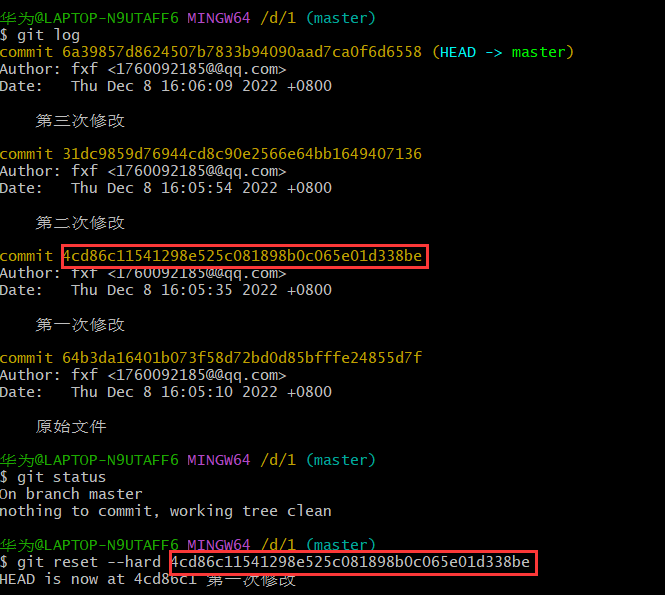 华为@LAPTOP-N9UTAFF6 MINGW64 /d/1 (master)
$ git log
commit 6a39857d8624507b7833b94090aad7ca0f6d6558 (HEAD -> master)
Author: fxf <1760092185@@qq.com>
Date:   Thu Dec 8 16:06:09 2022 +0800
第三次修改
commit 31dc9859d76944cd8c90e2566e64bb1649407136
Author: fxf <1760092185@@qq.com>
Date:   Thu Dec 8 16:05:54 2022 +0800
第二次修改
commit 4cd86c11541298e525c081898b0c065e01d338be
Author: fxf <1760092185@@qq.com>
Date:   Thu Dec 8 16:05:35 2022 +0800
第一次修改
commit 64b3da16401b073f58d72bd0d85bfffe24855d7f
Author: fxf <1760092185@@qq.com>
Date:   Thu Dec 8 16:05:10 2022 +0800
原始文件
华为@LAPTOP-N9UTAFF6 MINGW64 /d/1 (master)
$ git status
On branch master
nothing to commit, working tree clean
华为@LAPTOP-N9UTAFF6 MINGW64 /d/1 (master)
$ git reset --hard 4cd86c11541298e525c081898b0c065e01d338be
HEAD is now at 4cd86c1 第一次修改